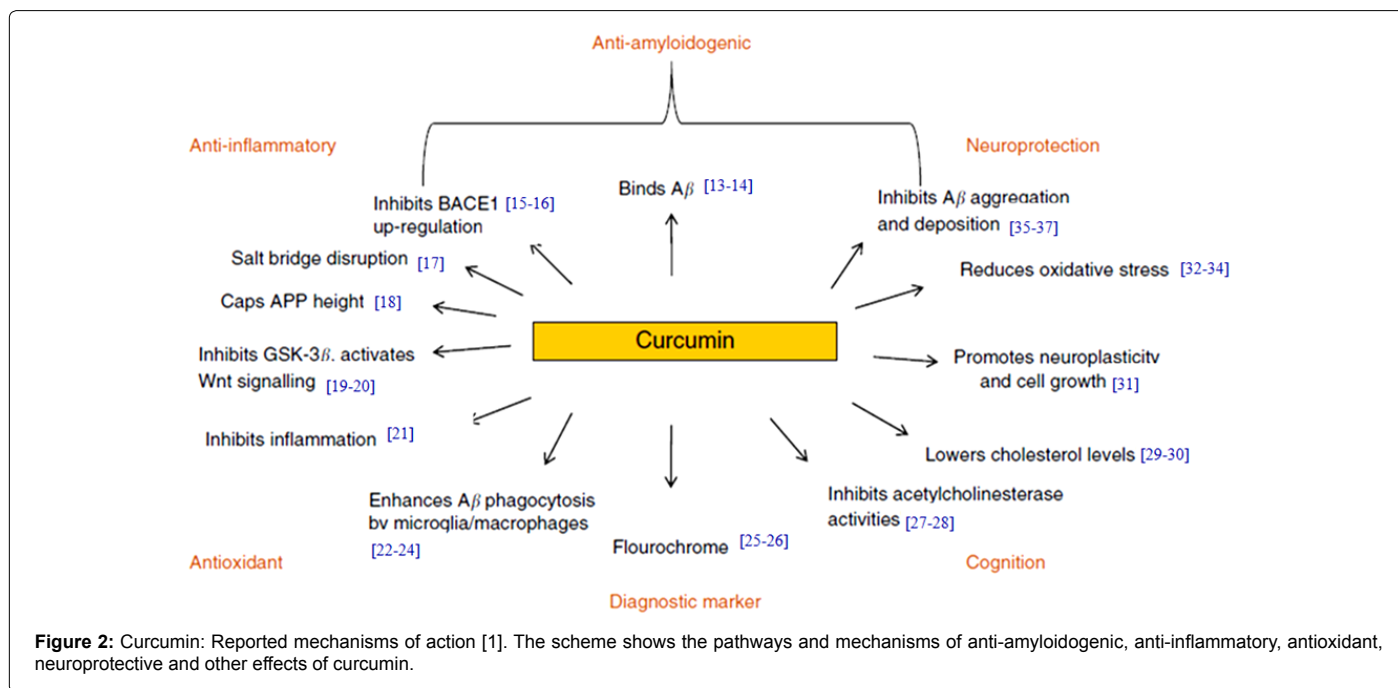 Anti-amyloidogenic
Anti-inflammatory
Neuroprotection
Binds Aβ [13-14]
Inhibits BACE1 [15-16]
up-regulation
Inhibits Aβ aggregation
and deposition [35-37]
Salt bridge disruption [17]
Reduces oxidative stress [32-34]
Caps APP height [18]
Curcumin
Inhibits GSK-3β. activates
Wnt signalling [19-20]
Promotes neuroplasticity
and cell growth [31]
Inhibits inflammation [21]
Lowers cholesterol levels [29-30]
Enhances Aβ phagocytosis
by microglia/macrophages
[22-24]
Inhibits acetylcholinesterase
activities [27-28]
Flourochrome [25-26]
Antioxidant
Cognition
Diagnostic marker
Figure 2: Curcumin: Reported mechanisms of action [1]. The scheme shows the pathways and mechanisms of anti-amyloidogenic, anti-inflammatory, antioxidant,
neuroprotective and other effects of curcumin.